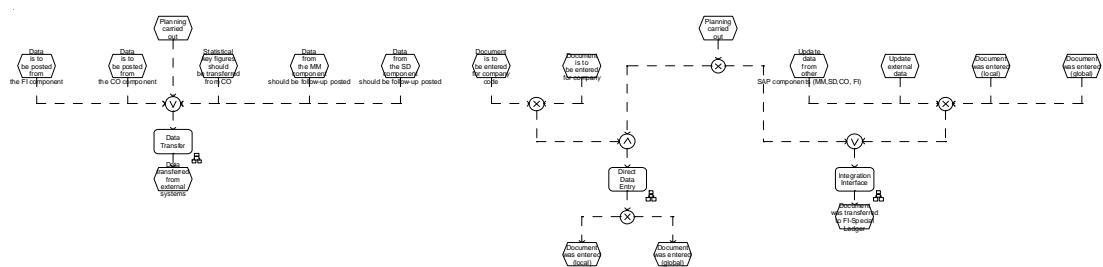 Planning
carried
out
Planning
carried
out
Data
is to
be posted
from
the FI component
Data
is to
be posted
from
the CO component
Statistical
key figures
should
be transferred
from CO
Data
from
the MM
component
should be follow-up posted
Data
from
the SD
component
should be follow-up posted
Document
is to
be entered
for company
code
Document
is to
be entered
for company
Update
data
from
other
SAP components (MM,SD,CO, FI)
Update
external
data
Document
was entered
(local)
Document
was entered
(global)
Data
Transfer
Data
transferred
from
external
systems
Direct
Data
Entry
Integration
Interface
Document
was transferred
to FI-Special
Ledger
Document
was entered
(local)
Document
was entered
(global)